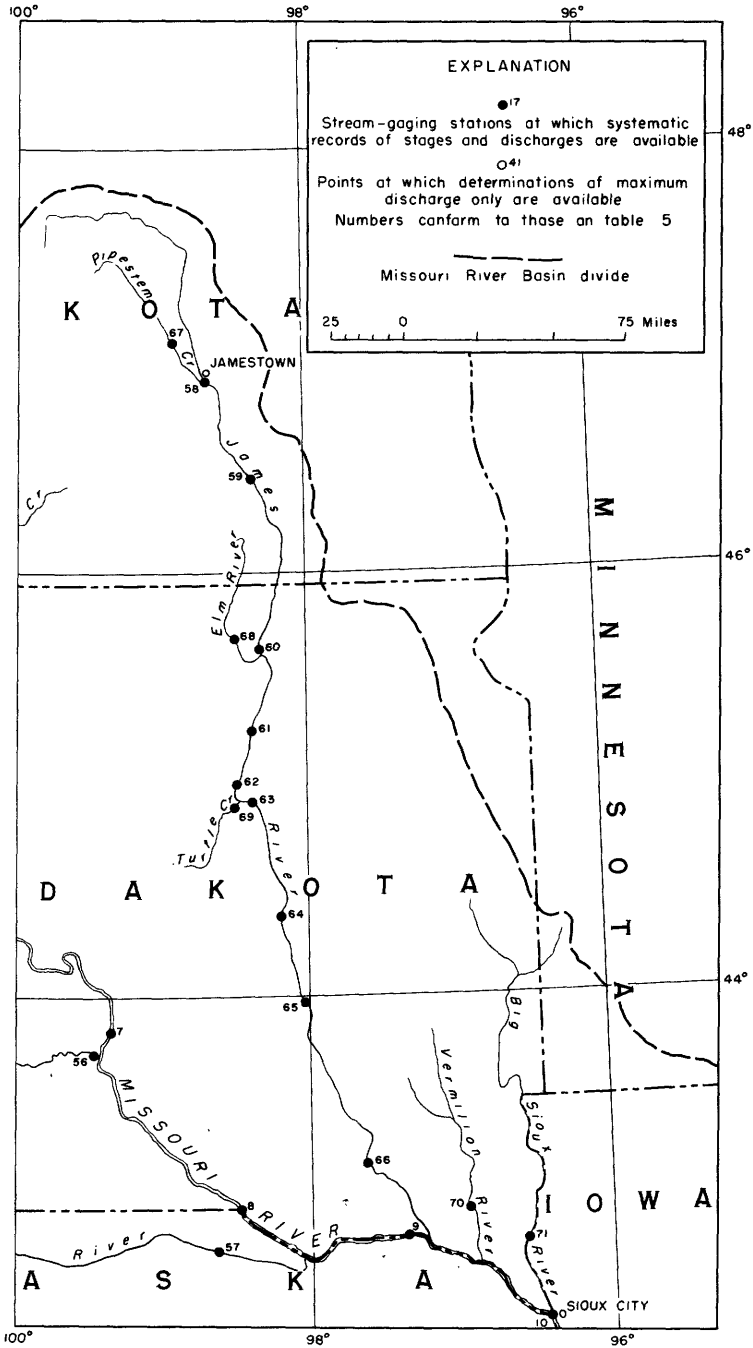 100°
98°
96°
EXPLANATION
17
Stream-gaging stations at which systematic
records of stages and discharges are available
41
Points at which determinations of maximum
discharge only are available
Numbers canfarm ta thase an table 5
Missouri River Basin divide
25 0 75 Miles
48°
Pipestem
Cr
K O T A
67
JAMESTOWN
58
James
59
Cr
MINNESOTA
46°
Elm River
68
60
61
62
63
69
Turtle Cr
River
D A K O T A
64
44°
65
Big
7
56
MISSOURI
Vermilion
Sioux
66
8
RIVER
9
70
River
71
River
I O W A
River
57
A S K A
SIOUX CITY
10
100°
98°
96°